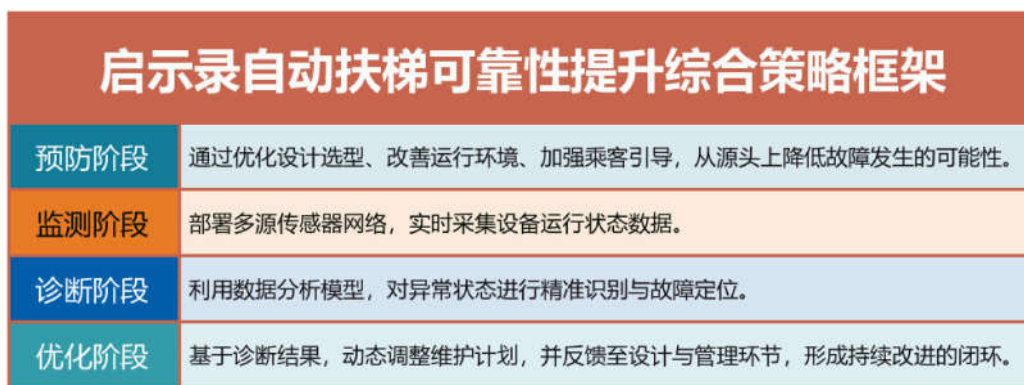 启示录自动扶梯可靠性提升综合策略框架
预防阶段
通过优化设计选型、改善运行环境、加强乘客引导，从源头上降低故障发生的可能性。
监测阶段
部署多源传感器网络，实时采集设备运行状态数据。
诊断阶段
利用数据分析模型，对异常状态进行精准识别与故障定位。
优化阶段
基于诊断结果，动态调整维护计划，并反馈至设计与管理环节，形成持续改进的闭环。